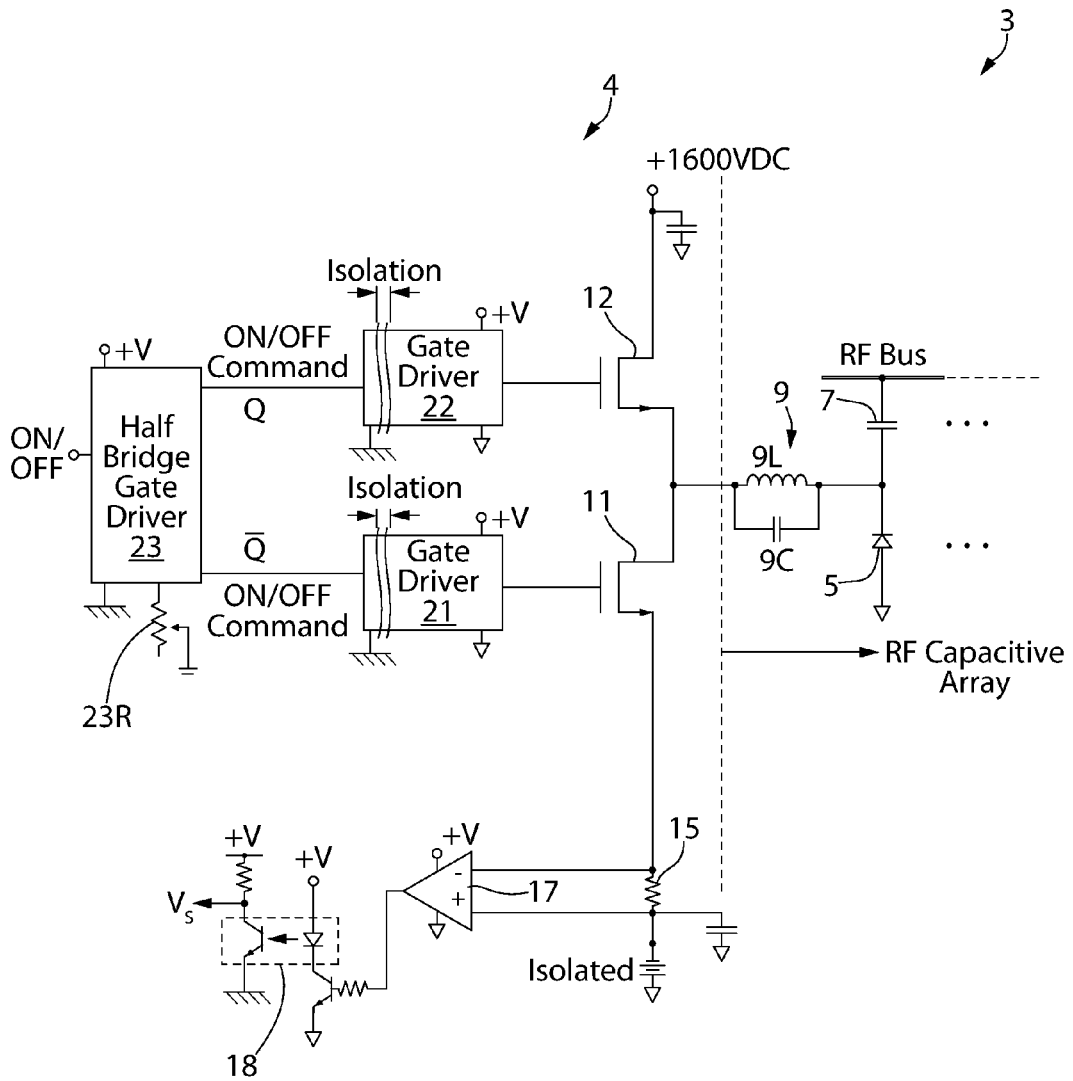 3
4
+1600VDC
Isolation
12
+V
ON/OFF
Command
Gate
Driver
22
RF Bus
+V
Q
7
9
9L
ON/
OFF
Half
Bridge
Gate
Driver
23
Isolation
11
+V
Q̅
Gate
Driver
21
9C
5
ON/OFF
Command
RF Capacitive
Array
23R
+V
+V
+V
15
-
+
17
Vs
Isolated
18